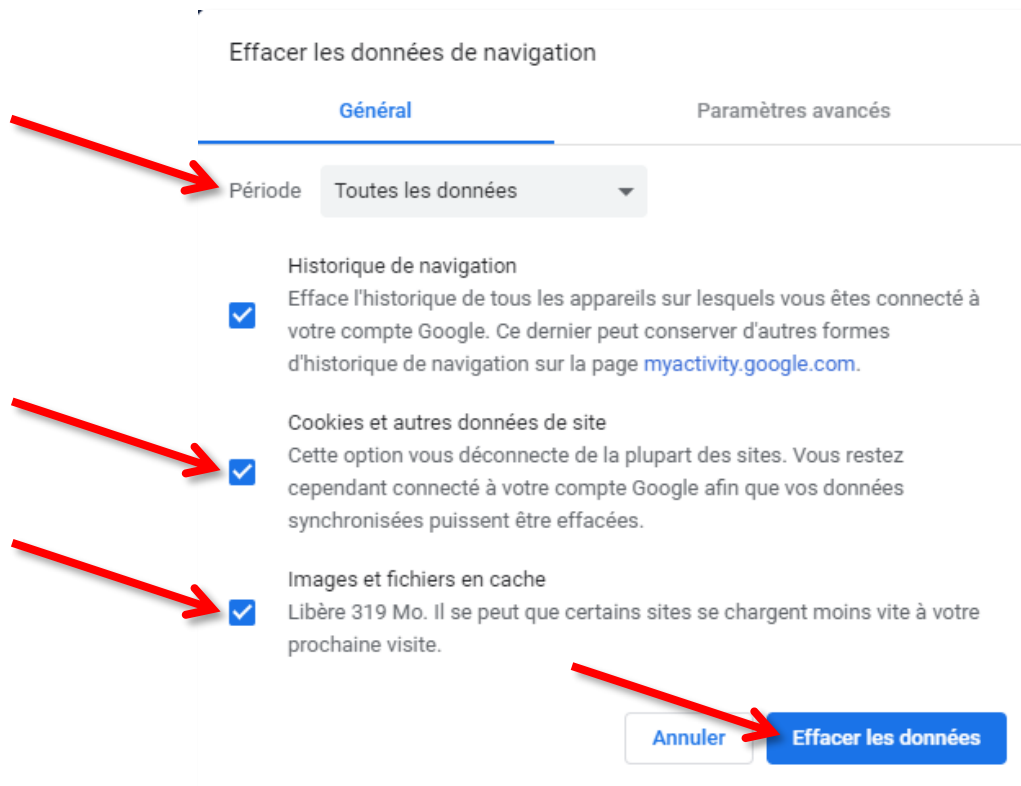 Effacer les données de navigation
Général
Paramètres avancés
Période
Toutes les données
Historique de navigation
Efface l'historique de tous les appareils sur lesquels vous êtes connecté à
votre compte Google. Ce dernier peut conserver d'autres formes
d'historique de navigation sur la page myactivity.google.com.
Cookies et autres données de site
Cette option vous déconnecte de la plupart des sites. Vous restez
cependant connecté à votre compte Google afin que vos données
synchronisées puissent être effacées.
Images et fichiers en cache
Libère 319 Mo. Il se peut que certains sites se chargent moins vite à votre
prochaine visite.
Annuler
Effacer les données